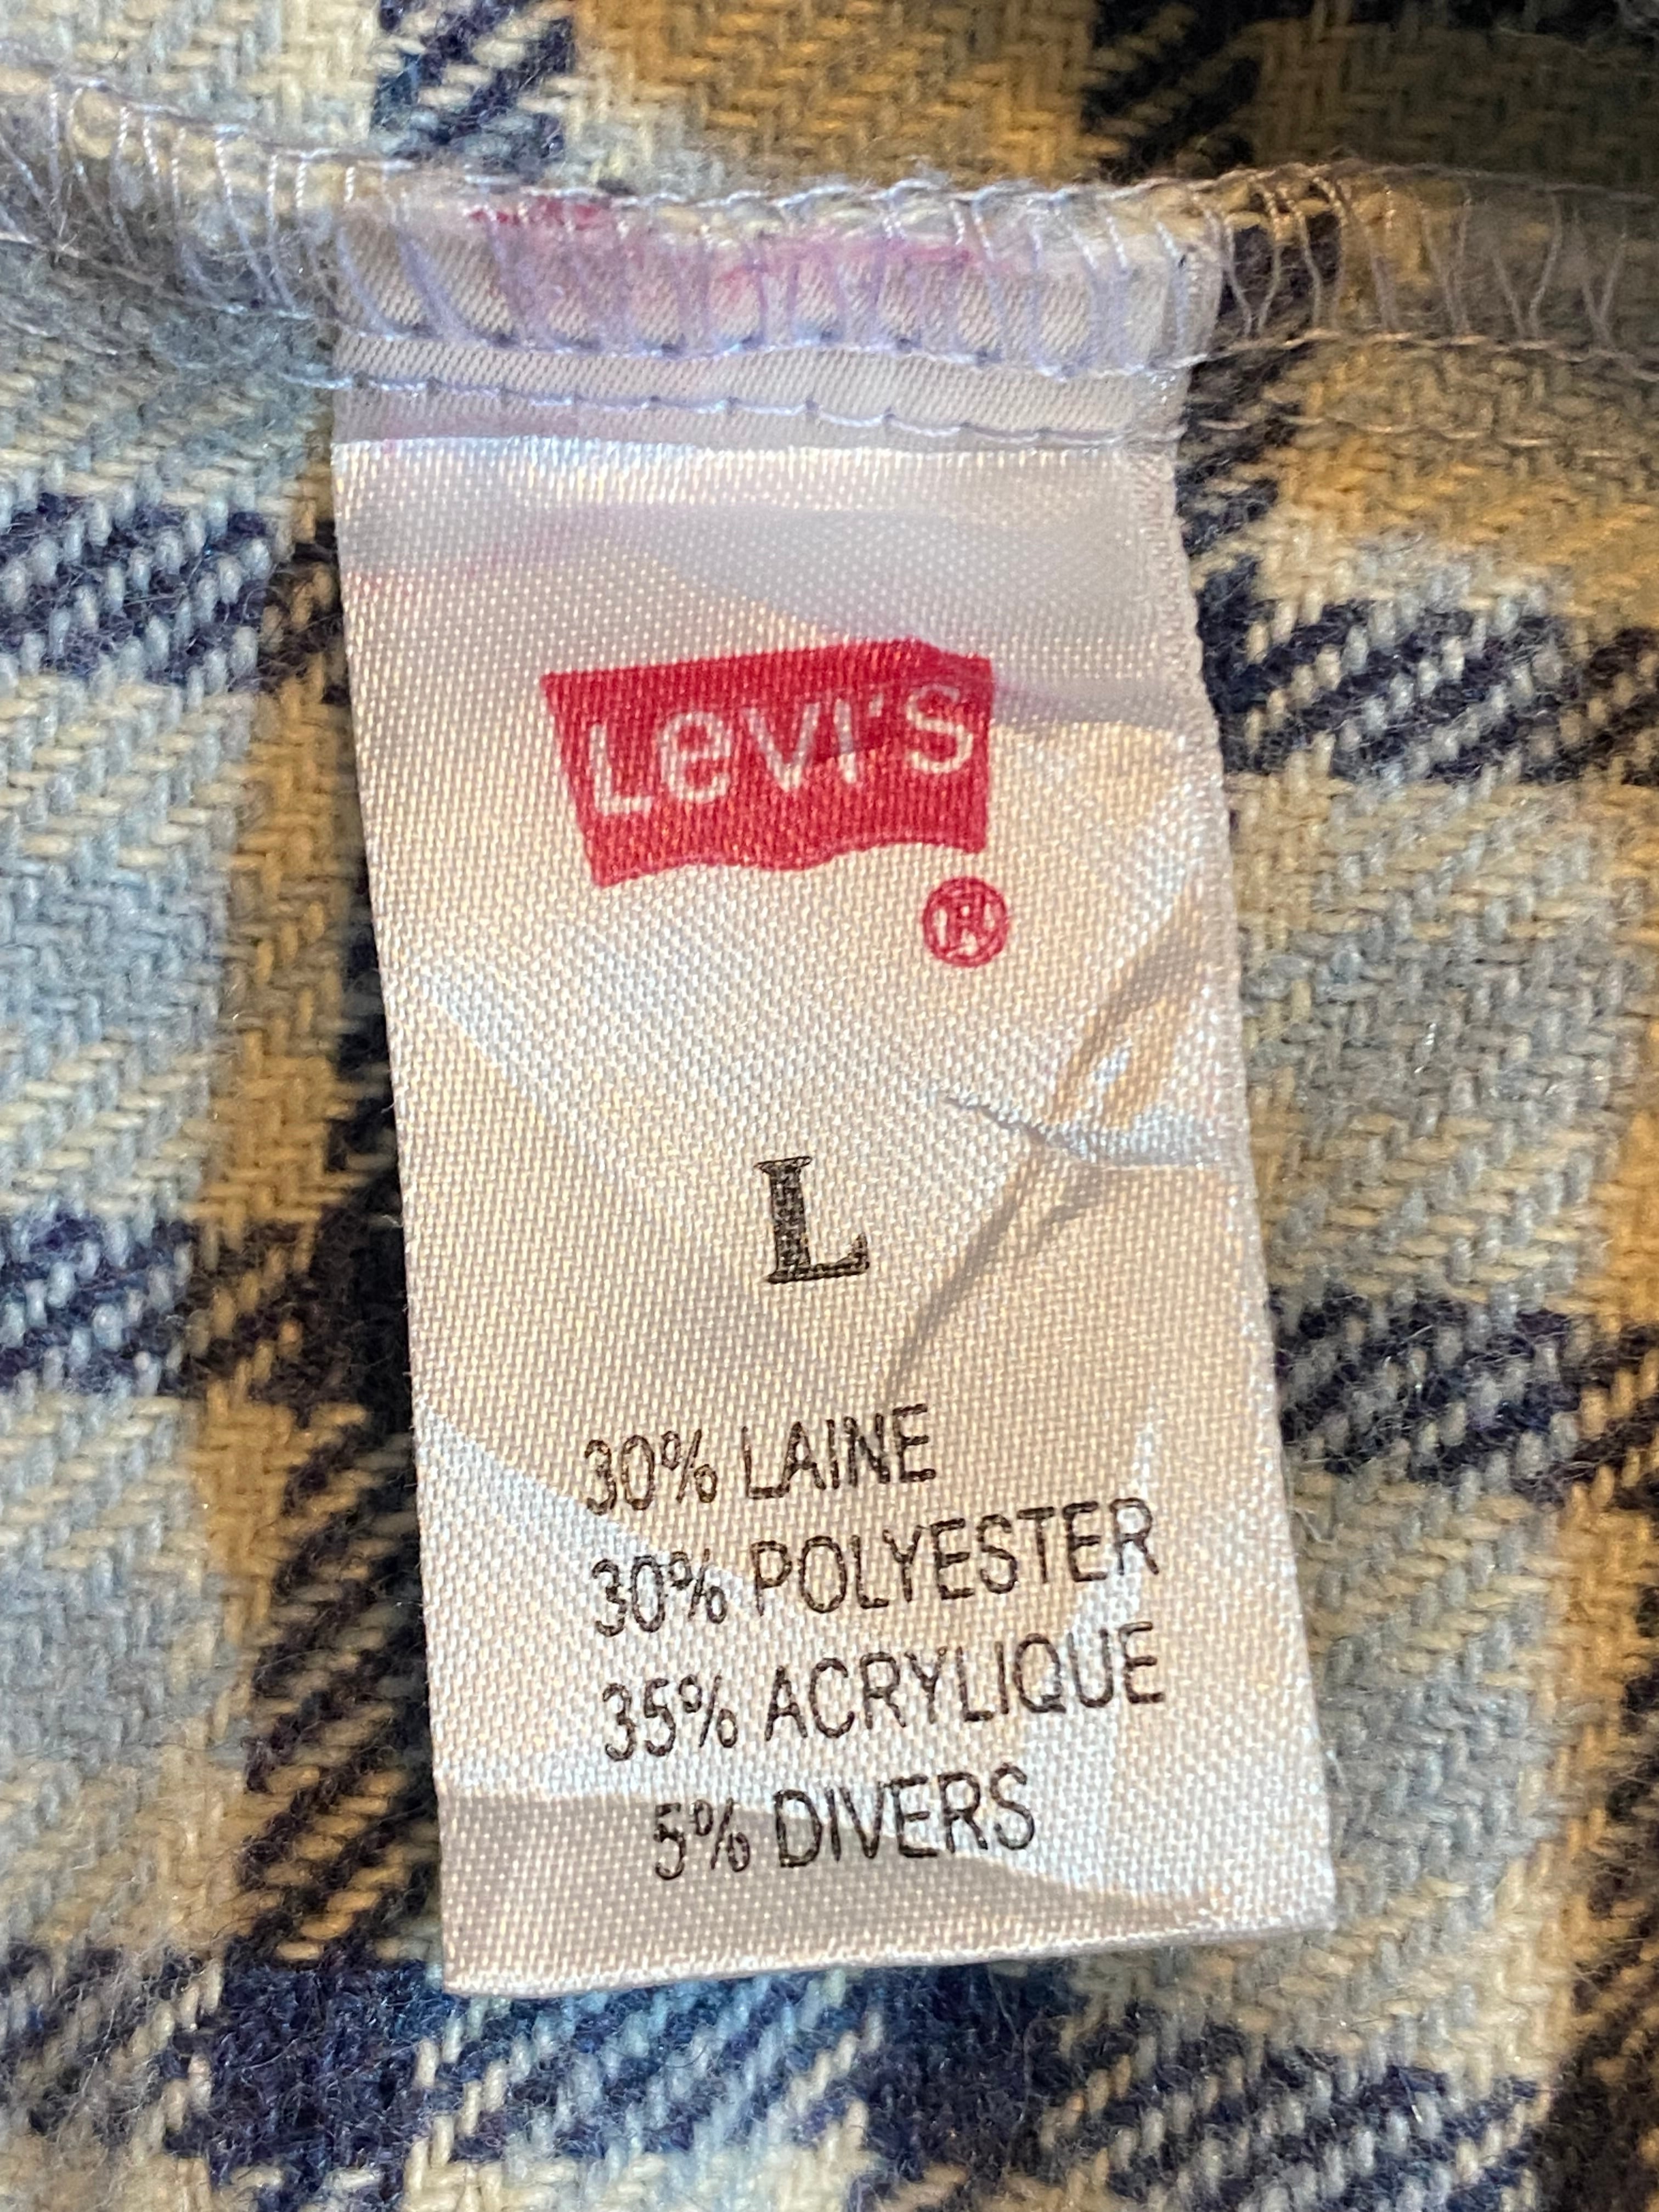 Levi's
®
L
30% LAINE
30% POLYESTER
35% ACRYLIQUE
5% DIVERS